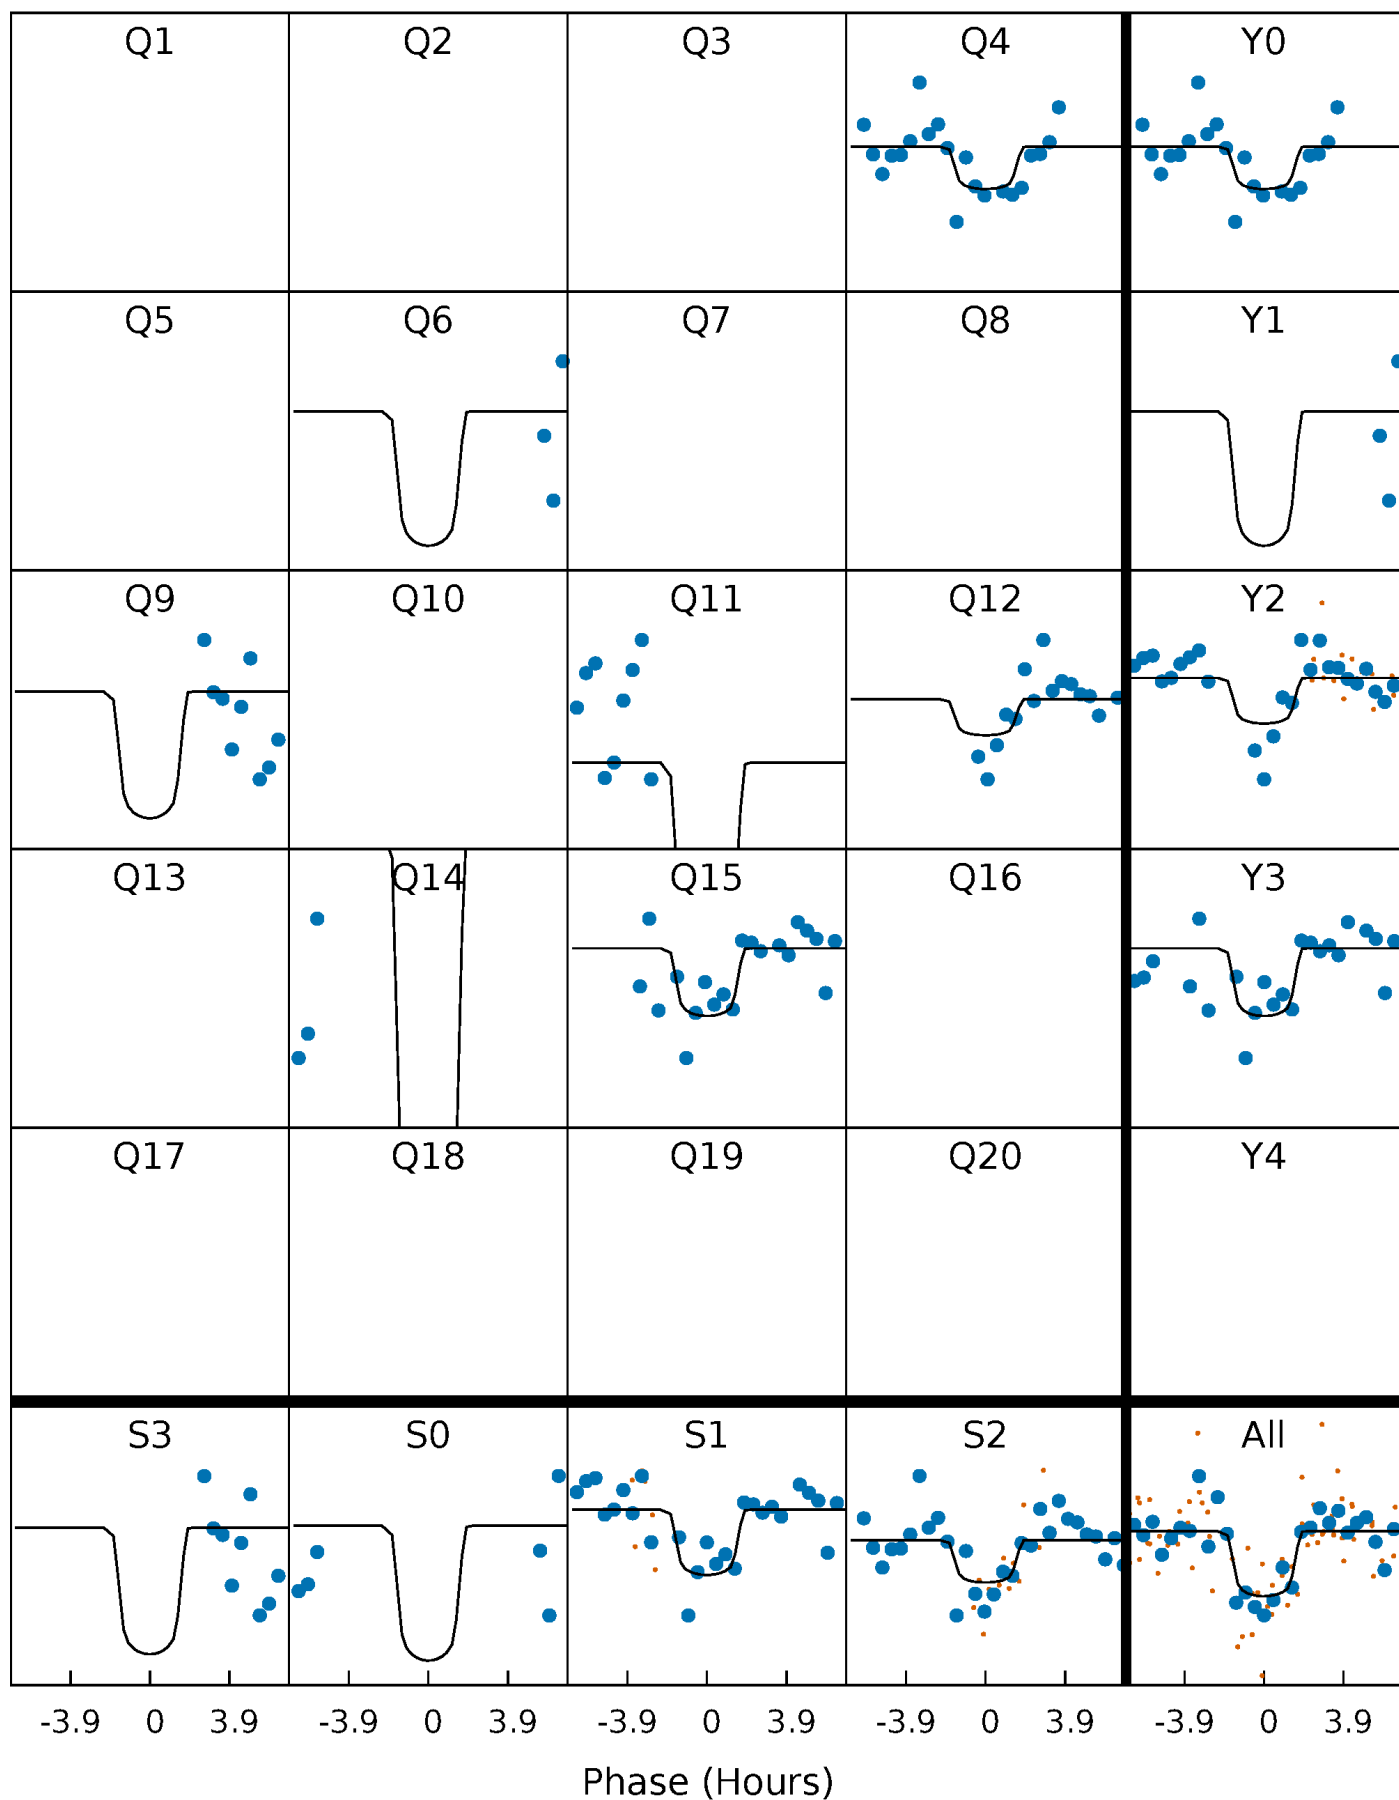 Q1 Q2 Q3 Q4 Y0
Q5 Q6 Q7 Q8 Y1
Q9 Q10 Q11 Q12 Y2
Q13 Q14 Q15 Q16 Y3
Q17 Q18 Q19 Q20 Y4
S3 S0 S1 S2 All
-3.9 0 3.9 -3.9 0 3.9 -3.9 0 3.9 -3.9 0 3.9 -3.9 0 3.9
Phase (Hours)